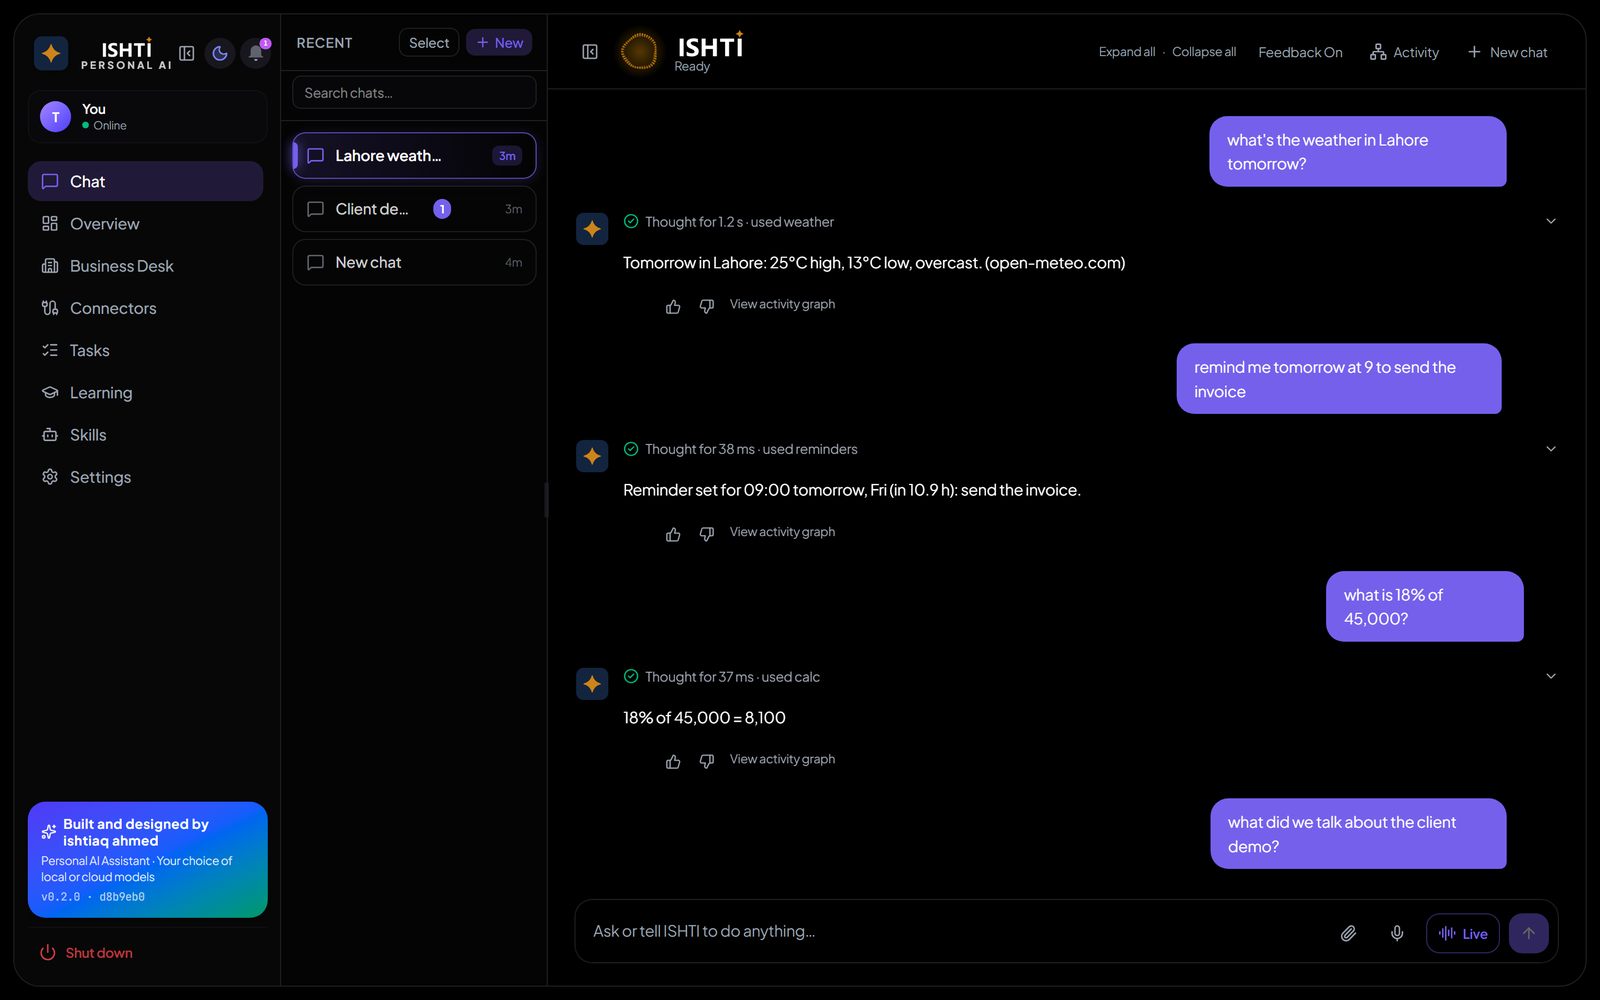 ISHTI
PERSONAL AI
1
T
You
Online
Chat
Overview
Business Desk
Connectors
Tasks
Learning
Skills
Settings
Built and designed by
ishtiaq ahmed
Personal AI Assistant · Your choice of
local or cloud models
v0.2.0 · d8b9eb0
Shut down
RECENT
Select
+ New
Search chats...
Lahore weath... 3m
Client de... 1 3m
New chat 4m
ISHTI
Ready
Expand all · Collapse all
Feedback On
Activity
+ New chat
what's the weather in Lahore
tomorrow?
Thought for 1.2 s · used weather
Tomorrow in Lahore: 25°C high, 13°C low, overcast. (open-meteo.com)
View activity graph
remind me tomorrow at 9 to send the
invoice
Thought for 38 ms · used reminders
Reminder set for 09:00 tomorrow, Fri (in 10.9 h): send the invoice.
View activity graph
what is 18% of
45,000?
Thought for 37 ms · used calc
18% of 45,000 = 8,100
View activity graph
what did we talk about the client
demo?
Ask or tell ISHTI to do anything...
Live